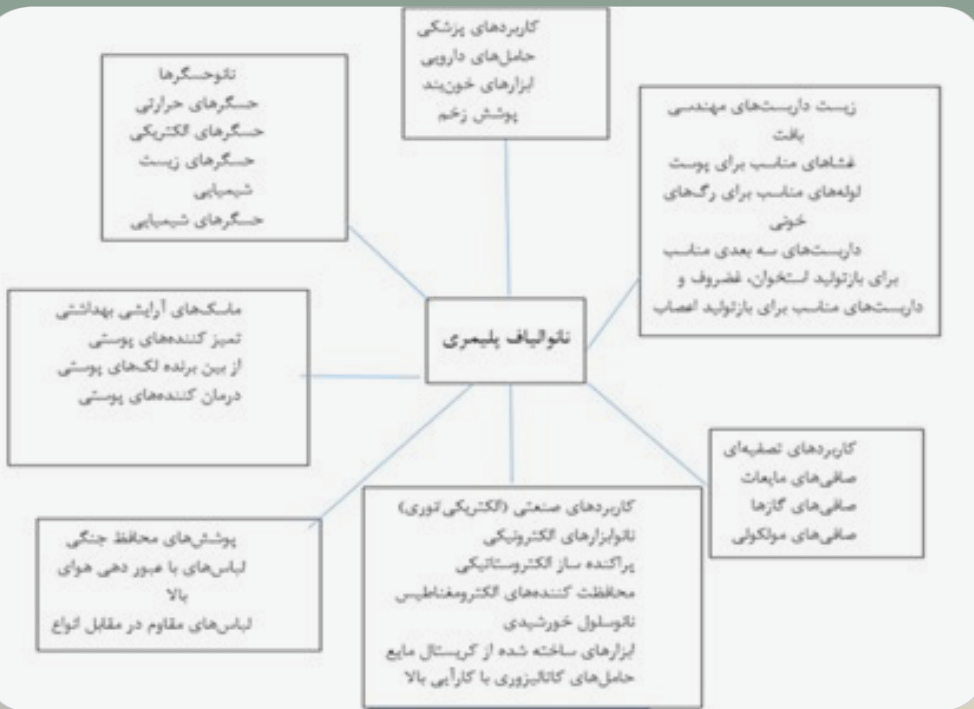 کاربردهای پزشکی
حامل‌های دارویی
ابزارهای خون‌بند
پوشش زخم
زیست داربست‌های مهندسی
بافت
غشاهای مناسب برای پوست
لوله‌های مناسب برای رگ‌های
خونی
داربست‌های سه بعدی مناسب
برای بازتولید استخوان، غضروف و
داربست‌های مناسب برای بازتولید اعصاب
نانوحسگرها
حسگرهای حرارتی
حسگرهای الکتریکی
حسگرهای زیست
شیمیایی
حسگرهای شیمیایی
نانوالیاف پلیمری
ماسک‌های آرایشی بهداشتی
تمیز کننده‌های پوستی
از بین برنده لک‌های پوستی
درمان کننده‌های پوستی
کاربردهای تصفیه‌ای
صافی‌های مایعات
صافی‌های گازها
صافی‌های مولکولی
کاربردهای صنعتی (الکتریکی/نوری)
نانوابزارهای الکترونیکی
پراکنده ساز الکتروستاتیکی
محافظت کننده‌های الکترومغناطیس
نانوسلول خورشیدی
ابزارهای ساخته شده از کریستال مایع
حامل‌های کاتالیزوری با کارآیی بالا
پوشش‌های محافظ جنگی
لباس‌های با عبور دهی هوای
بالا
لباس‌های مقاوم در مقابل انواع